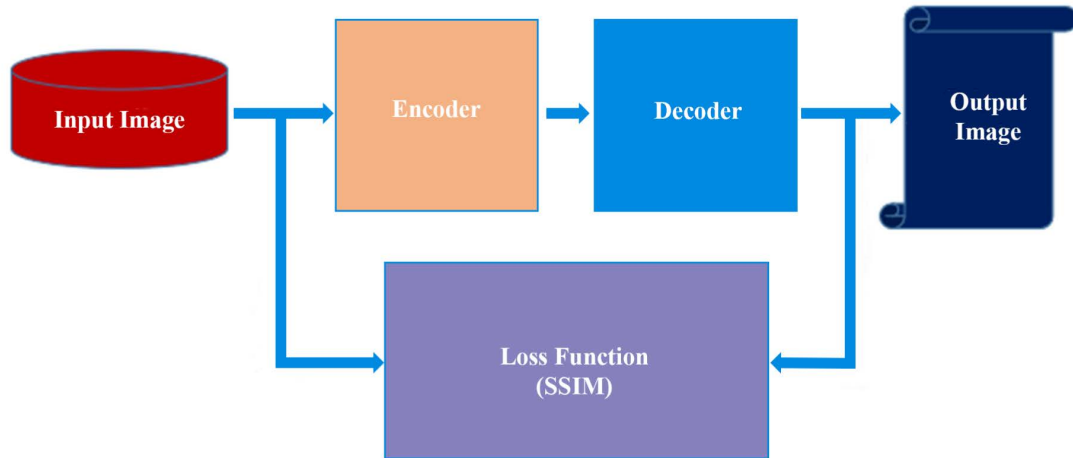 Input Image
Encoder
Decoder
Output
Image
Loss Function
(SSIM)